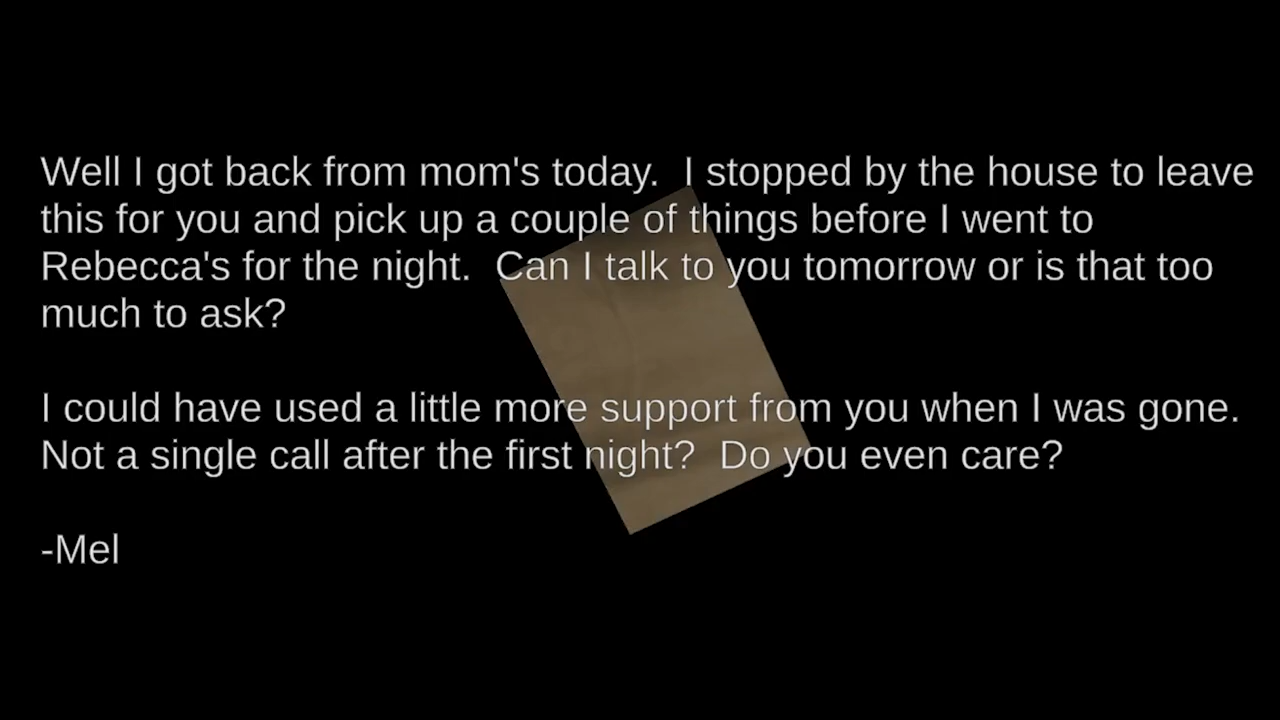 Well I got back from mom's today.  I stopped by the house to leave
this for you and pick up a couple of things before I went to
Rebecca's for the night.  Can I talk to you tomorrow or is that too
much to ask?

I could have used a little more support from you when I was gone.
Not a single call after the first night?  Do you even care?

-Mel